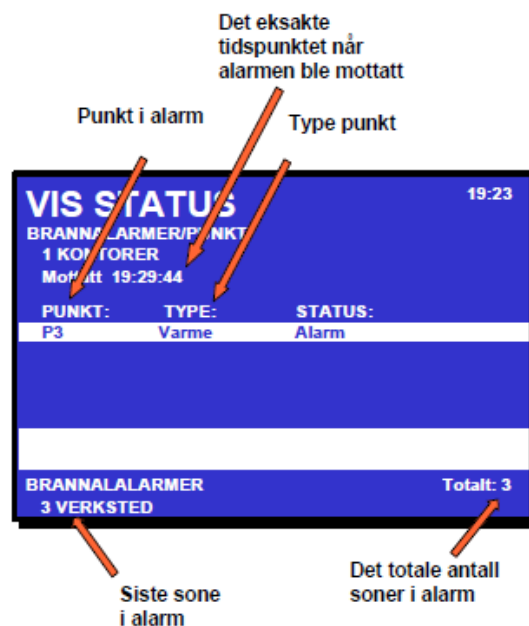 Det eksakte
tidspunktet når
alarmen ble mottatt
Punkt i alarm
Type punkt
VIS STATUS
19:23
BRANNALARMER/PUNKT
1 KONTORER
Mottatt 19:29:44
PUNKT: TYPE: STATUS:
P3 Varme Alarm
BRANNALALARMER
Totalt: 3
3 VERKSTED
Siste sone
i alarm
Det totale antall
soner i alarm